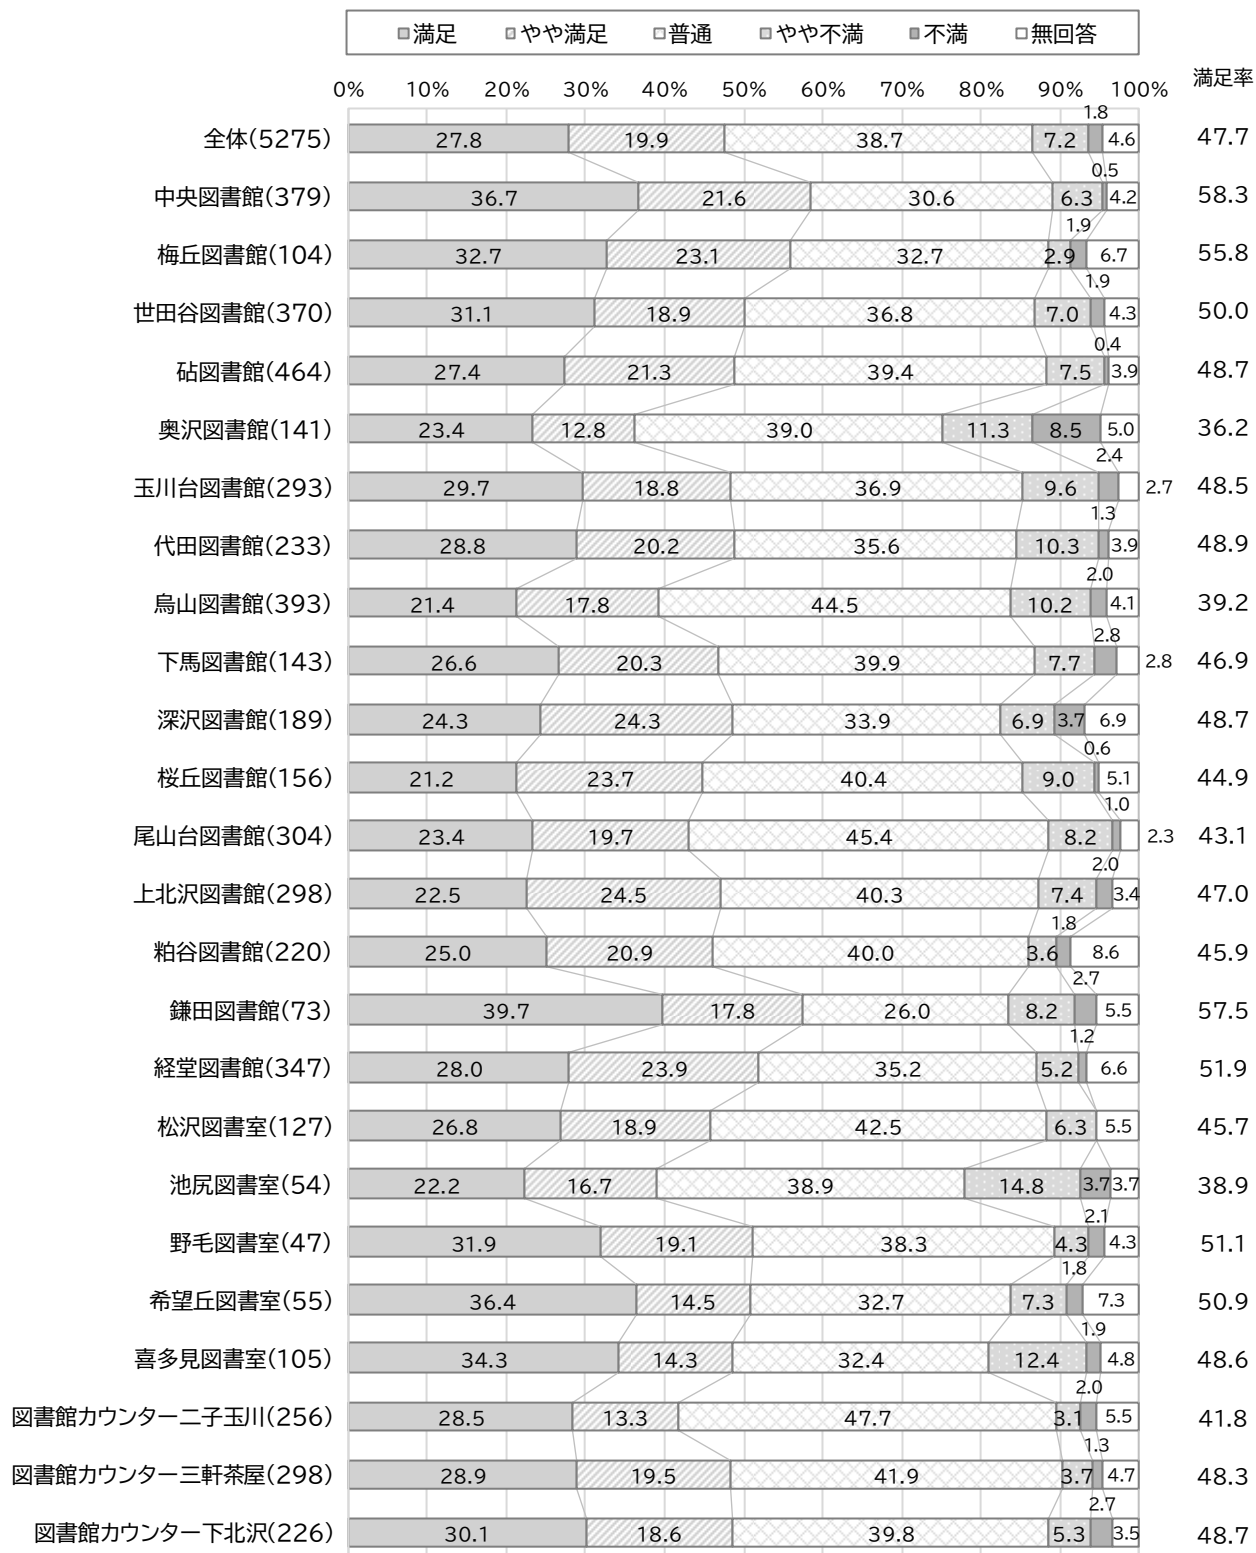 満足 やや満足 普通 やや不満 不満 無回答
満足率
0% 10% 20% 30% 40% 50% 60% 70% 80% 90% 100%
1.8
全体(5275) 27.8 19.9 38.7 7.2 4.6 47.7
0.5
中央図書館(379) 36.7 21.6 30.6 6.3 4.2 58.3
1.9
梅丘図書館(104) 32.7 23.1 32.7 2.9 6.7 55.8
1.9
世田谷図書館(370) 31.1 18.9 36.8 7.0 4.3 50.0
0.4
砧図書館(464) 27.4 21.3 39.4 7.5 3.9 48.7
奥沢図書館(141) 23.4 12.8 39.0 11.3 8.5 5.0 36.2
2.4
玉川台図書館(293) 29.7 18.8 36.9 9.6 2.7 48.5
1.3
代田図書館(233) 28.8 20.2 35.6 10.3 3.9 48.9
2.0
烏山図書館(393) 21.4 17.8 44.5 10.2 4.1 39.2
2.8
下馬図書館(143) 26.6 20.3 39.9 7.7 2.8 46.9
深沢図書館(189) 24.3 24.3 33.9 6.9 3.7 6.9 48.7
0.6
桜丘図書館(156) 21.2 23.7 40.4 9.0 5.1 44.9
1.0
尾山台図書館(304) 23.4 19.7 45.4 8.2 2.3 43.1
2.0
上北沢図書館(298) 22.5 24.5 40.3 7.4 3.4 47.0
1.8
粕谷図書館(220) 25.0 20.9 40.0 3.6 8.6 45.9
2.7
鎌田図書館(73) 39.7 17.8 26.0 8.2 5.5 57.5
1.2
経堂図書館(347) 28.0 23.9 35.2 5.2 6.6 51.9
松沢図書室(127) 26.8 18.9 42.5 6.3 5.5 45.7
池尻図書室(54) 22.2 16.7 38.9 14.8 3.7 3.7 38.9
2.1
野毛図書室(47) 31.9 19.1 38.3 4.3 4.3 51.1
1.8
希望丘図書室(55) 36.4 14.5 32.7 7.3 7.3 50.9
1.9
喜多見図書室(105) 34.3 14.3 32.4 12.4 4.8 48.6
2.0
図書館カウンター二子玉川(256) 28.5 13.3 47.7 3.1 5.5 41.8
1.3
図書館カウンター三軒茶屋(298) 28.9 19.5 41.9 3.7 4.7 48.3
2.7
図書館カウンター下北沢(226) 30.1 18.6 39.8 5.3 3.5 48.7